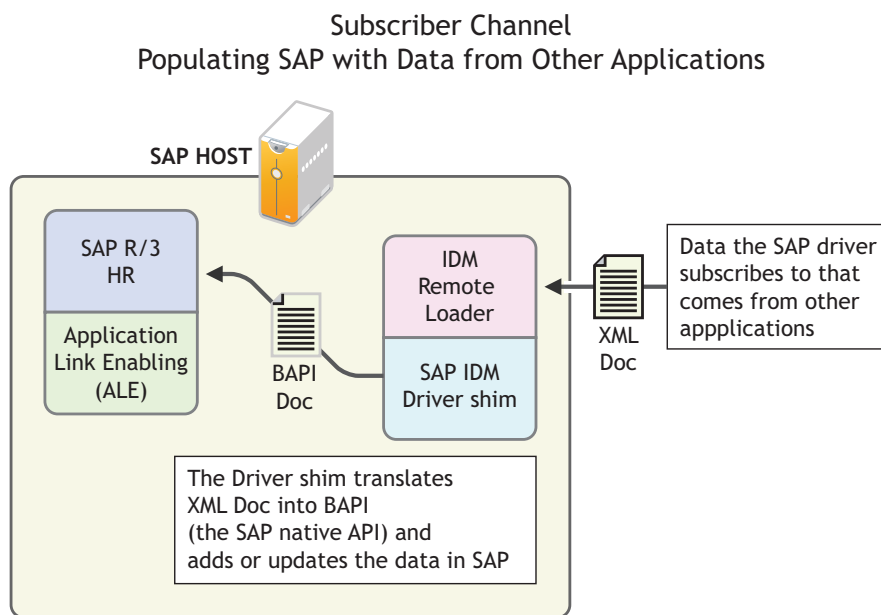 Subscriber Channel
Populating SAP with Data from Other Applications
SAP HOST
SAP R/3
HR
Application
Link Enabling
(ALE)
BAPI
Doc
IDM
Remote
Loader
SAP IDM
Driver shim
XML
Doc
Data the SAP driver
subscribes to that
comes from other
appplications
The Driver shim translates
XML Doc into BAPI
(the SAP native API) and
adds or updates the data in SAP